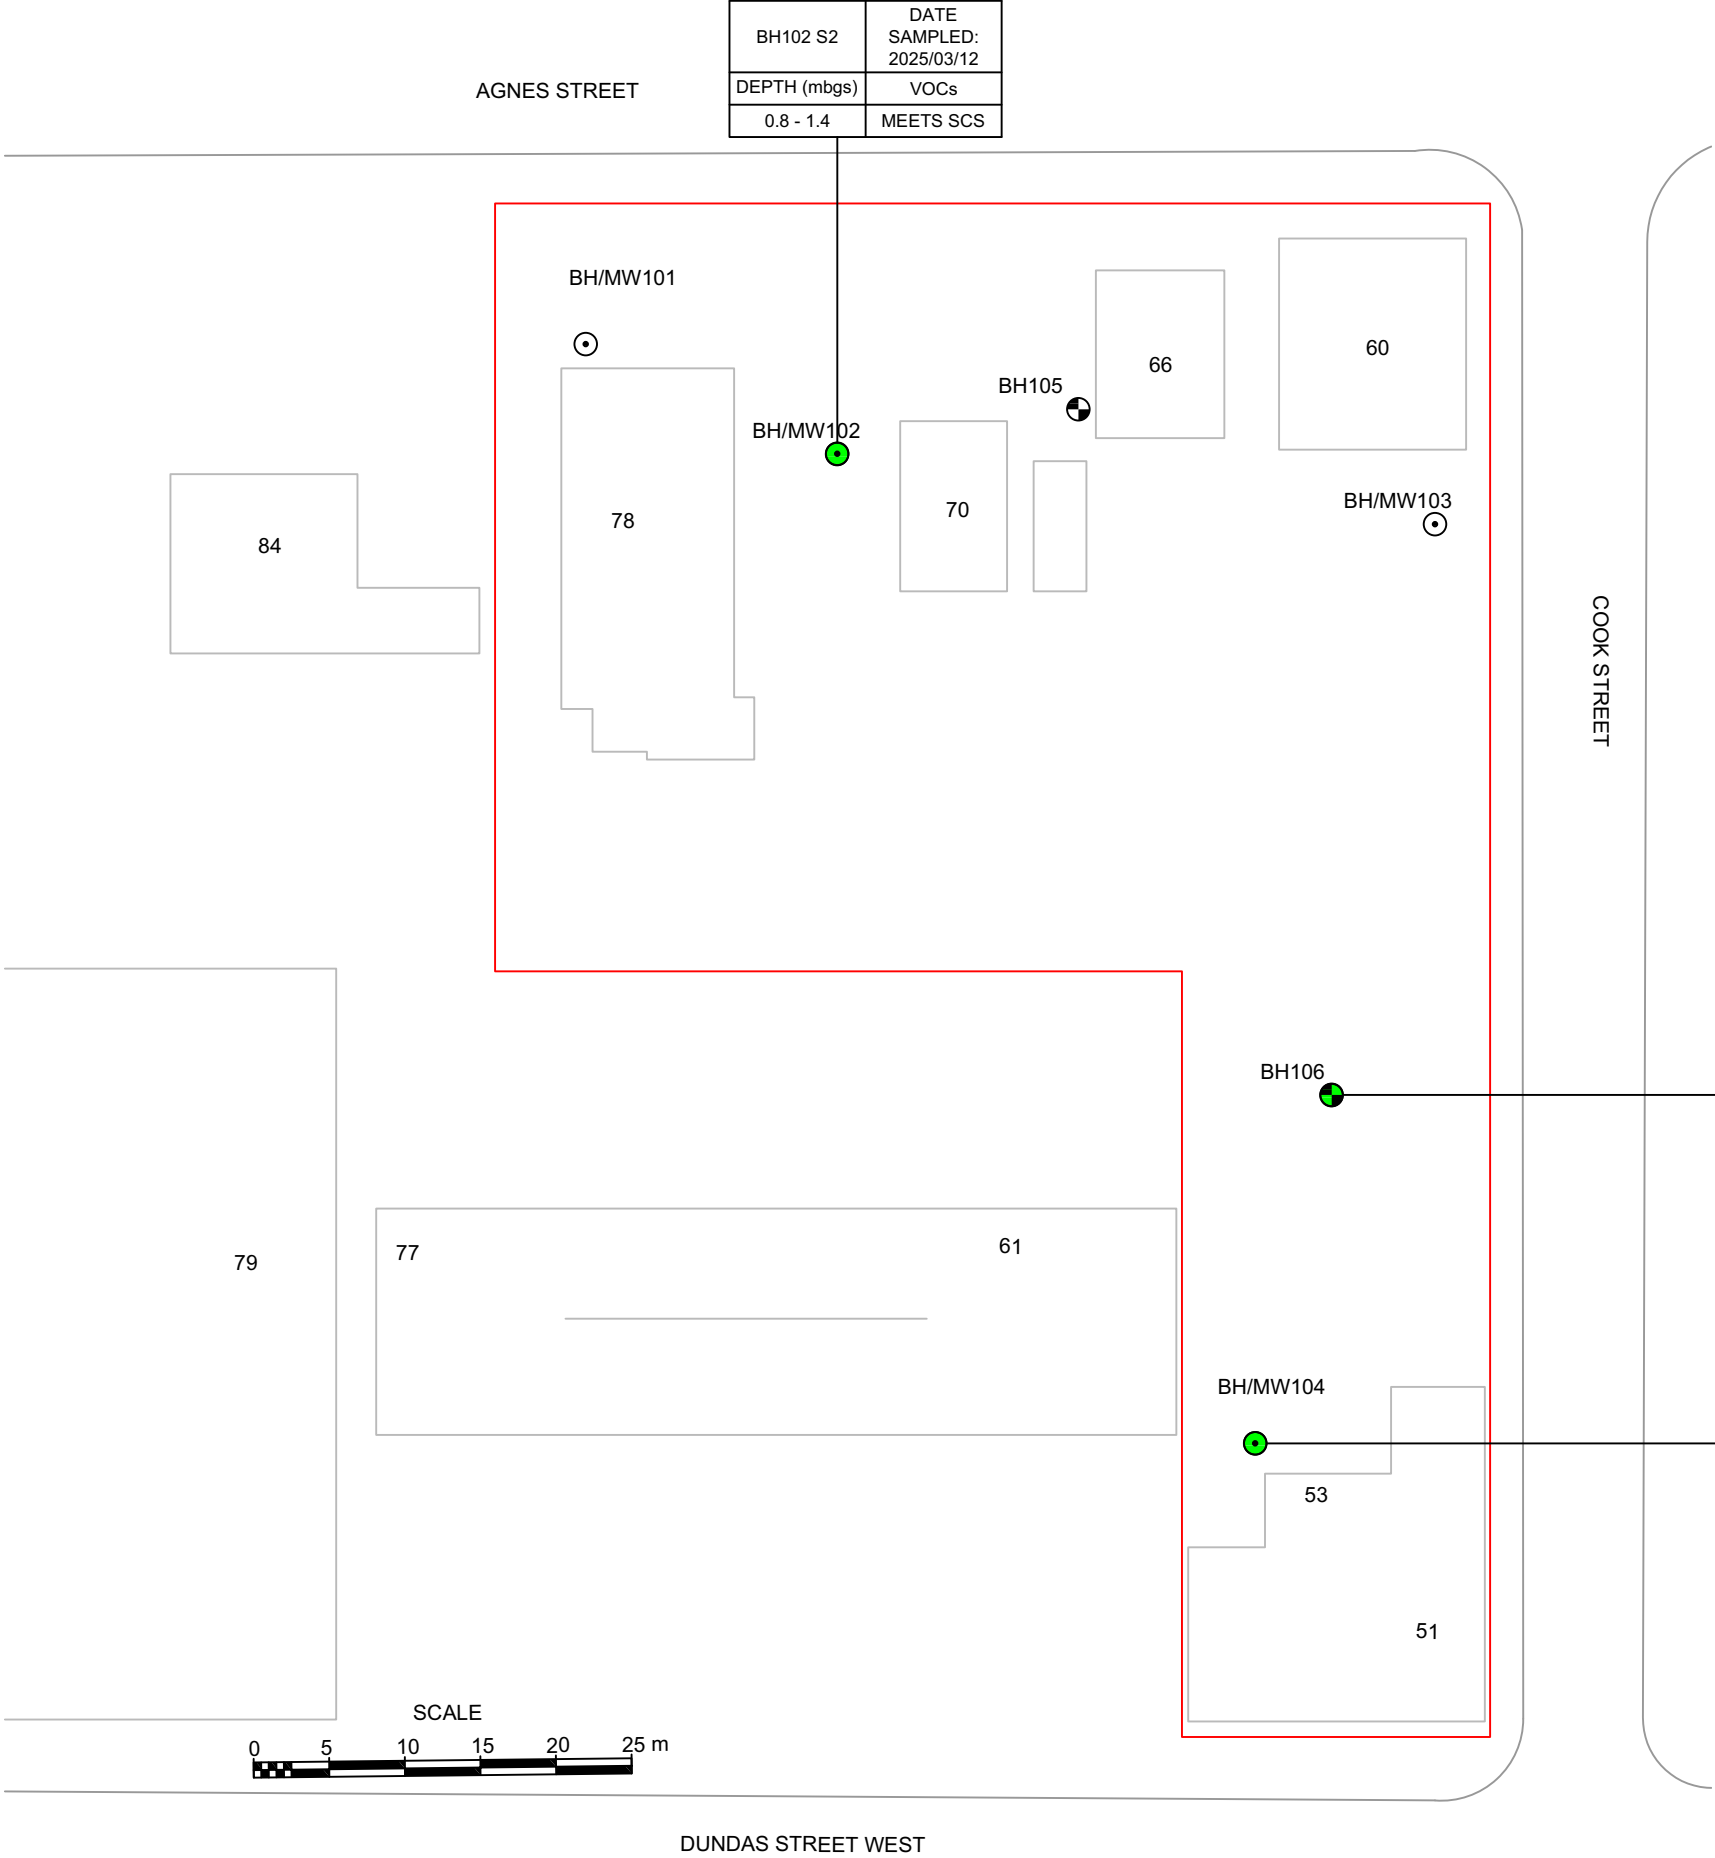 BH102 S2
DATE
SAMPLED:
2025/03/12
DEPTH (mbgs)
VOCs
0.8 - 1.4
MEETS SCS
AGNES STREET
BH/MW101
66
60
BH105
BH/MW102
BH/MW103
78
70
84
COOK STREET
BH106
79
77
61
BH/MW104
53
51
SCALE
0 5 10 15 20 25 m
DUNDAS STREET WEST